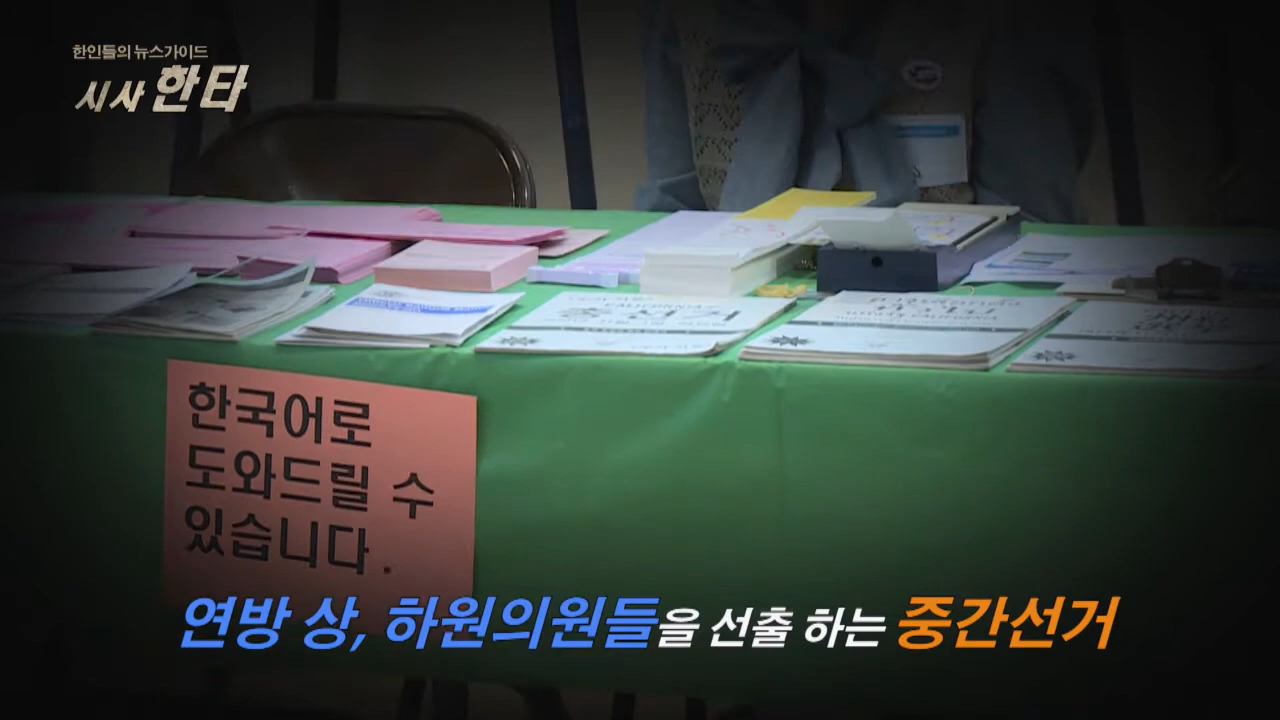 한인들의 뉴스가이드
시사 한타
한국어로
도와드릴 수
있습니다.
연방 상, 하원의원들을 선출 하는 중간선거